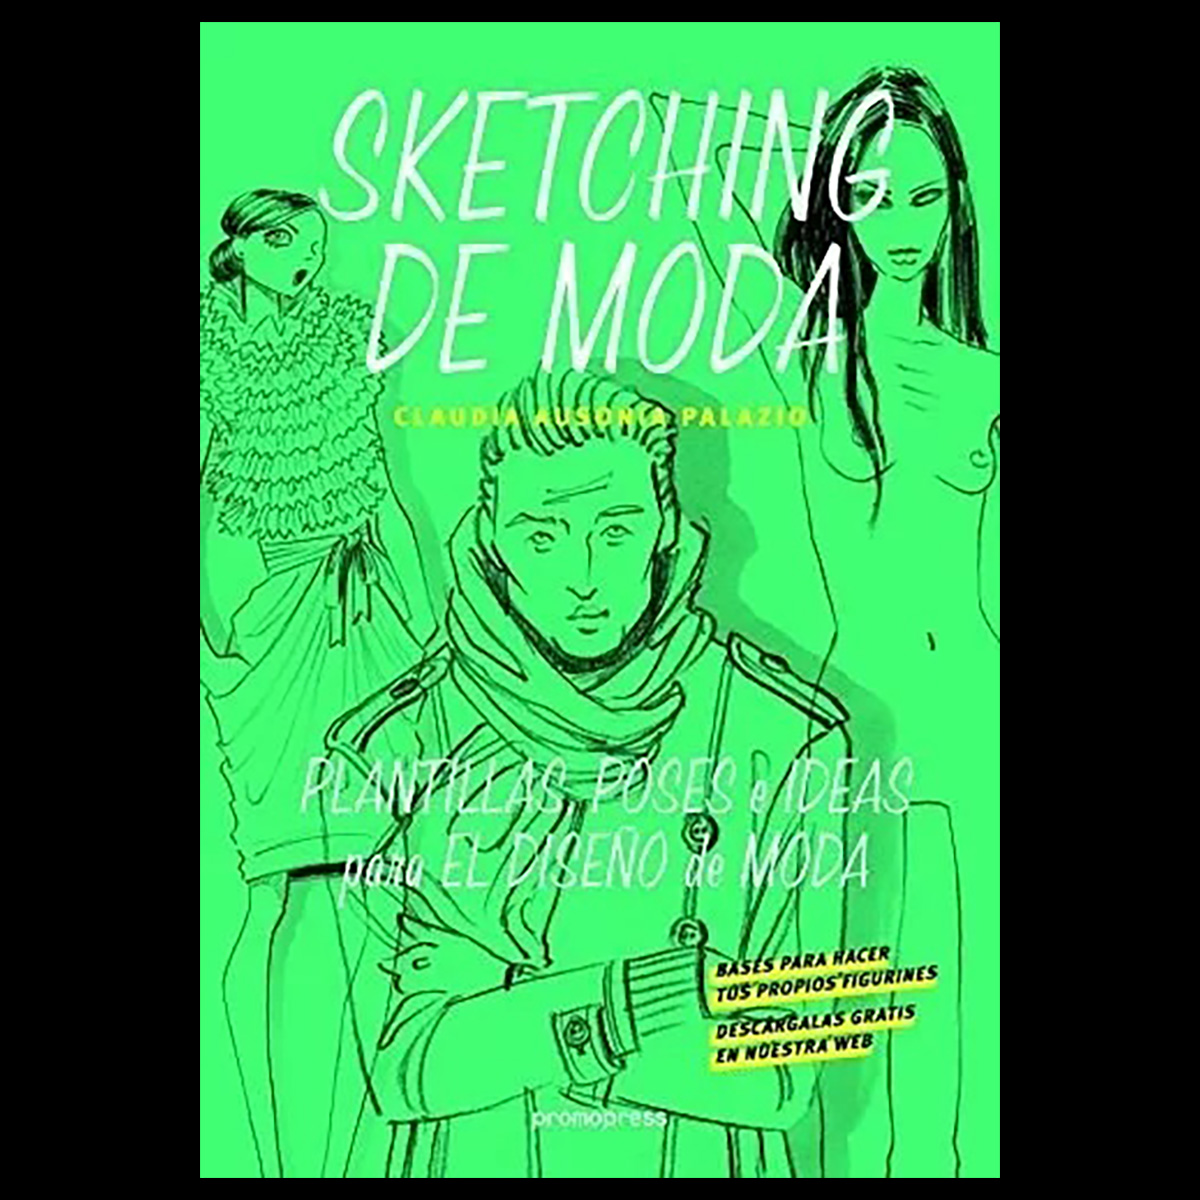 SKETCHING
DE MODA
CLAUDIA AUSONIA PALAZIO
PLANTILLAS, POSES e IDEAS
para EL DISEÑO de MODA
BASES PARA HACER
TUS PROPIOS FIGURINES
DESCÁRGALAS GRATIS
EN NUESTRA WEB
promopress